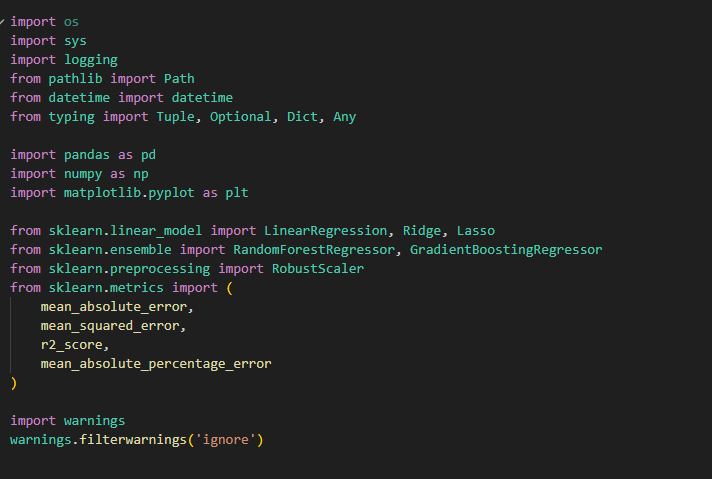 import os
import sys
import logging
from pathlib import Path
from datetime import datetime
from typing import Tuple, Optional, Dict, Any
import pandas as pd
import numpy as np
import matplotlib.pyplot as plt
from sklearn.linear_model import LinearRegression, Ridge, Lasso
from sklearn.ensemble import RandomForestRegressor, GradientBoostingRegressor
from sklearn.preprocessing import RobustScaler
from sklearn.metrics import (
    mean_absolute_error,
    mean_squared_error,
    r2_score,
    mean_absolute_percentage_error
)
import warnings
warnings.filterwarnings('ignore')